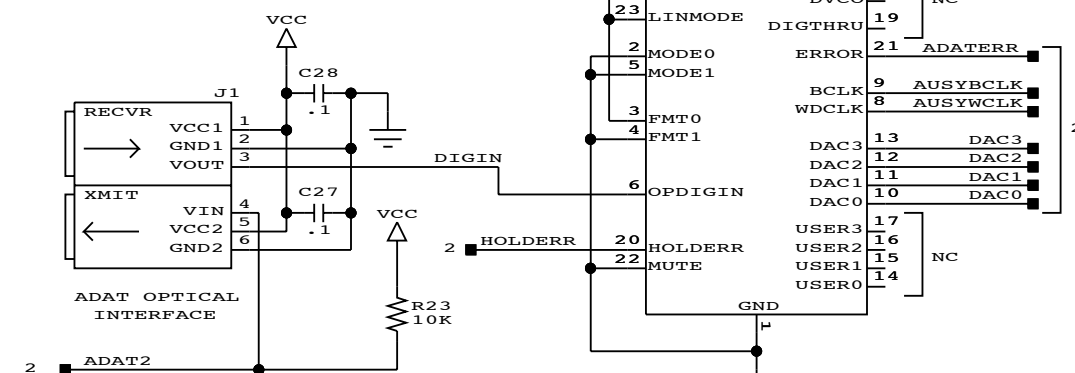 VCC
C28
.1
J1
RECVR
VCC1 1
GND1 2
VOUT 3
XMIT
VIN 4
VCC2 5
GND2 6
ADAT OPTICAL
INTERFACE
DIGIN
C27
.1
VCC
R23
10K
2 ADAT2
2 HOLDERR
23 LINMODE
2 MODE0
5 MODE1
3 FMT0
4 FMT1
6 OPDIGIN
20 HOLDERR
22 MUTE
GND
1
NC
DIGTHRU 19
ERROR 21 ADATERR
BCLK 9 AUSYBCLK
WDCLK 8 AUSYWCLK
DAC3 13 DAC3
DAC2 12 DAC2
DAC1 11 DAC1
DAC0 10 DAC0
USER3 17
USER2 16
USER1 15
USER0 14
NC